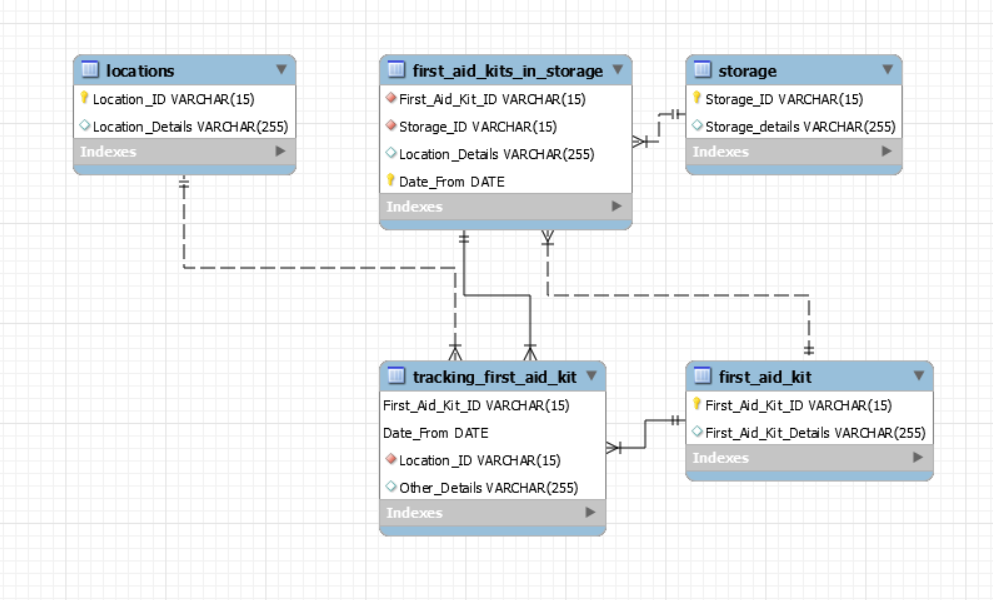 locations
Location_ID VARCHAR(15)
Location_Details VARCHAR(255)
Indexes
first_aid_kits_in_storage
First_Aid_Kit_ID VARCHAR(15)
Storage_ID VARCHAR(15)
Location_Details VARCHAR(255)
Date_From DATE
Indexes
storage
Storage_ID VARCHAR(15)
Storage_details VARCHAR(255)
Indexes
tracking_first_aid_kit
First_Aid_Kit_ID VARCHAR(15)
Date_From DATE
Location_ID VARCHAR(15)
Other_Details VARCHAR(255)
Indexes
first_aid_kit
First_Aid_Kit_ID VARCHAR(15)
First_Aid_Kit_Details VARCHAR(255)
Indexes